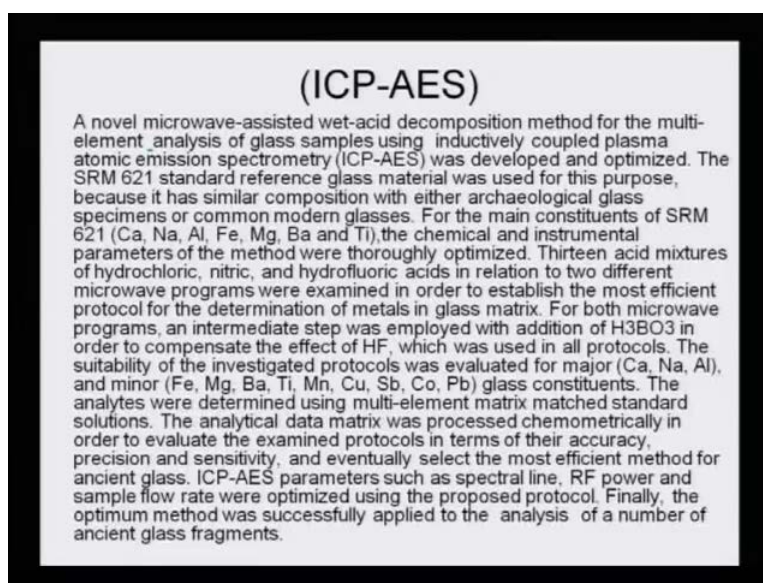 (ICP-AES)
A novel microwave-assisted wet-acid decomposition method for the multi-
element analysis of glass samples using inductively coupled plasma
atomic emission spectrometry (ICP-AES) was developed and optimized. The
SRM 621 standard reference glass material was used for this purpose,
because it has similar composition with either archaeological glass
specimens or common modern glasses. For the main constituents of SRM
621 (Ca, Na, Al, Fe, Mg, Ba and Ti),the chemical and instrumental
parameters of the method were thoroughly optimized. Thirteen acid mixtures
of hydrochloric, nitric, and hydrofluoric acids in relation to two different
microwave programs were examined in order to establish the most efficient
protocol for the determination of metals in glass matrix. For both microwave
programs, an intermediate step was employed with addition of H3BO3 in
order to compensate the effect of HF, which was used in all protocols. The
suitability of the investigated protocols was evaluated for major (Ca, Na, Al),
and minor (Fe, Mg, Ba, Ti, Mn, Cu, Sb, Co, Pb) glass constituents. The
analytes were determined using multi-element matrix matched standard
solutions. The analytical data matrix was processed chemometrically in
order to evaluate the examined protocols in terms of their accuracy,
precision and sensitivity, and eventually select the most efficient method for
ancient glass. ICP-AES parameters such as spectral line, RF power and
sample flow rate were optimized using the proposed protocol. Finally, the
optimum method was successfully applied to the analysis of a number of
ancient glass fragments.